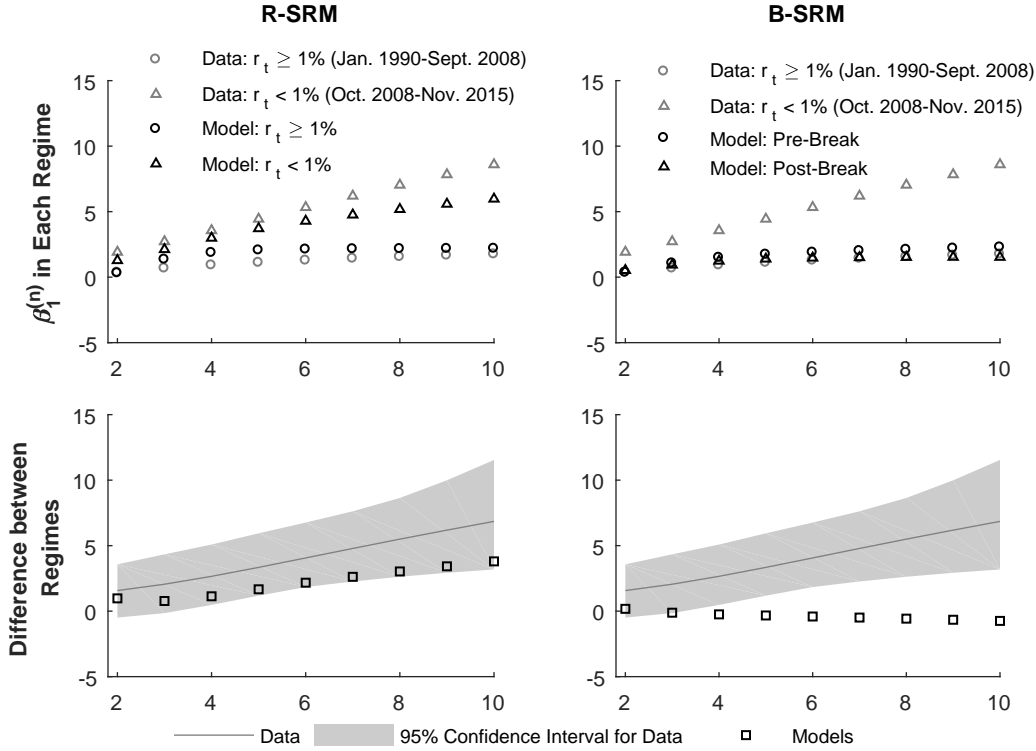 R-SRM
Data: r_t ≥ 1% (Jan. 1990-Sept. 2008)
Data: r_t < 1% (Oct. 2008-Nov. 2015)
Model: r_t ≥ 1%
Model: r_t < 1%
β_1^(n) in Each Regime
15
10
5
0
-5
2 4 6 8 10
B-SRM
Data: r_t ≥ 1% (Jan. 1990-Sept. 2008)
Data: r_t < 1% (Oct. 2008-Nov. 2015)
Model: Pre-Break
Model: Post-Break
15
10
5
0
-5
2 4 6 8 10
Difference between
Regimes
15
10
5
0
-5
2 4 6 8 10
15
10
5
0
-5
2 4 6 8 10
Data 95% Confidence Interval for Data Models